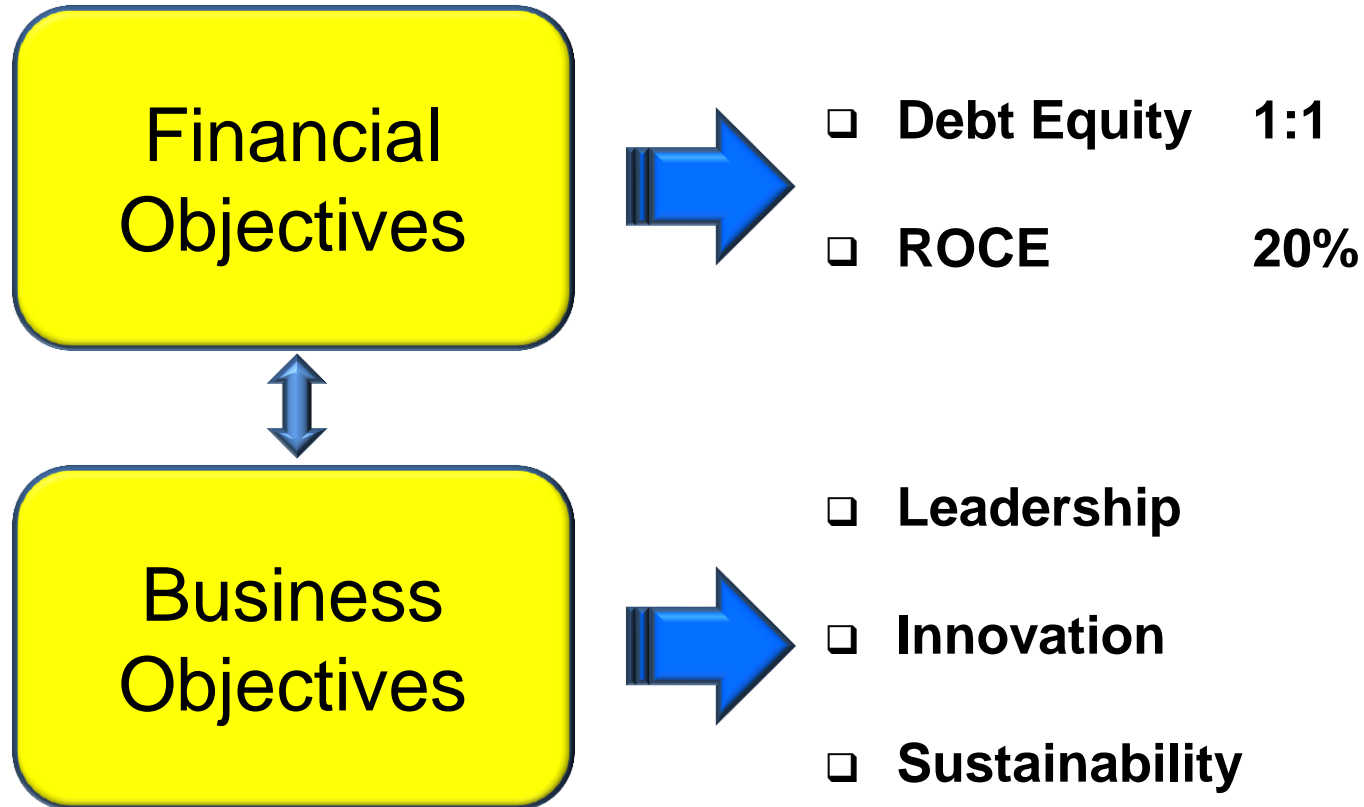 Financial
Objectives
Debt Equity 1:1
ROCE 20%
Business
Objectives
Leadership
Innovation
Sustainability